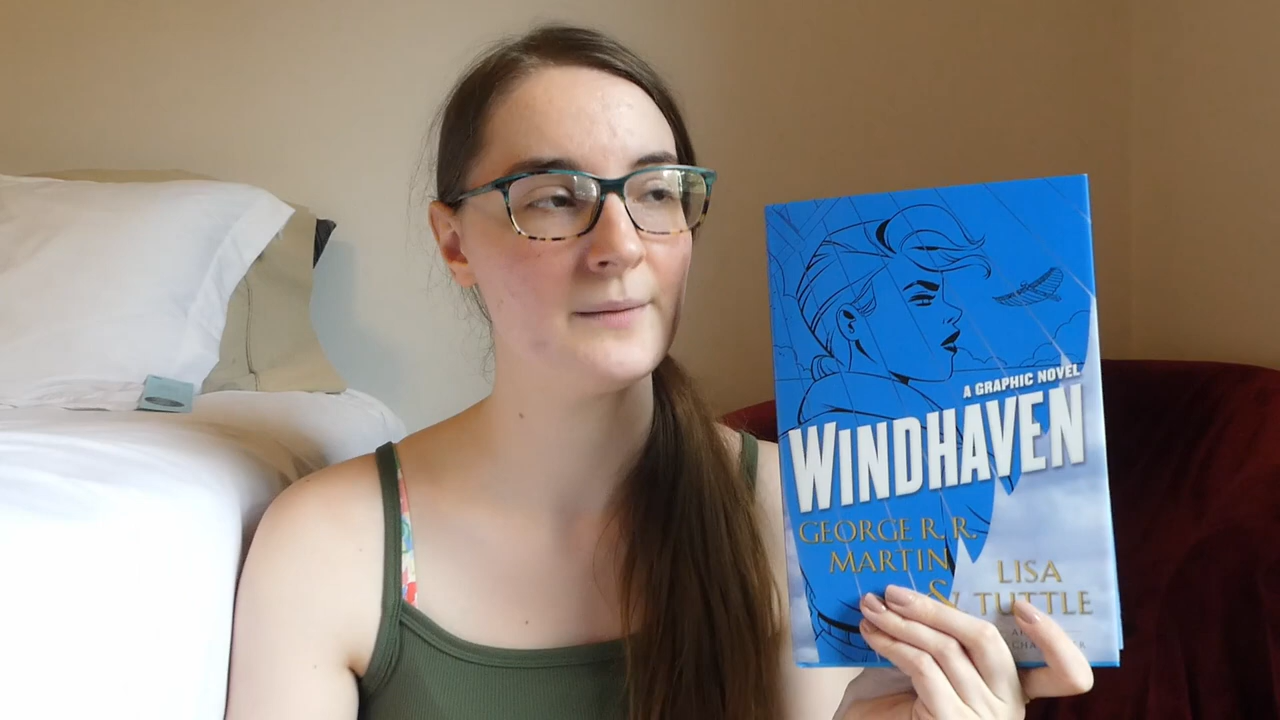 A GRAPHIC NOVEL
WINDHAVEN
GEORGE R. R.
MARTIN
&
LISA
TUTTLE